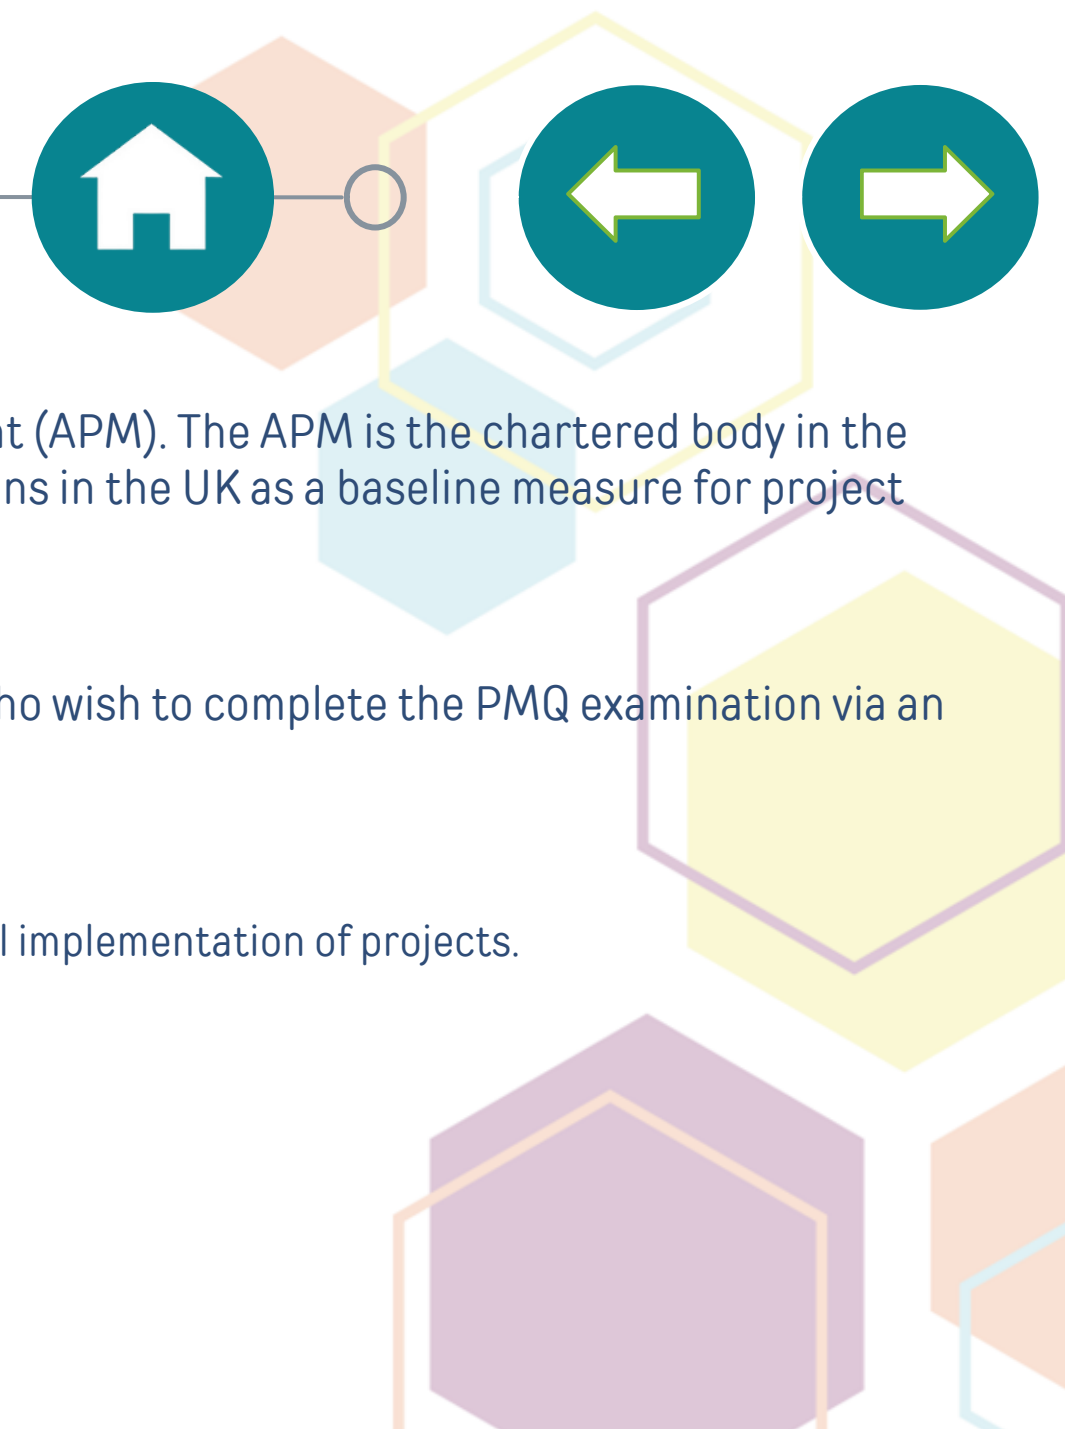 (APM). The APM is the chartered body in the
in the UK as a baseline measure for project
wish to complete the PMQ examination via an
implementation of projects.